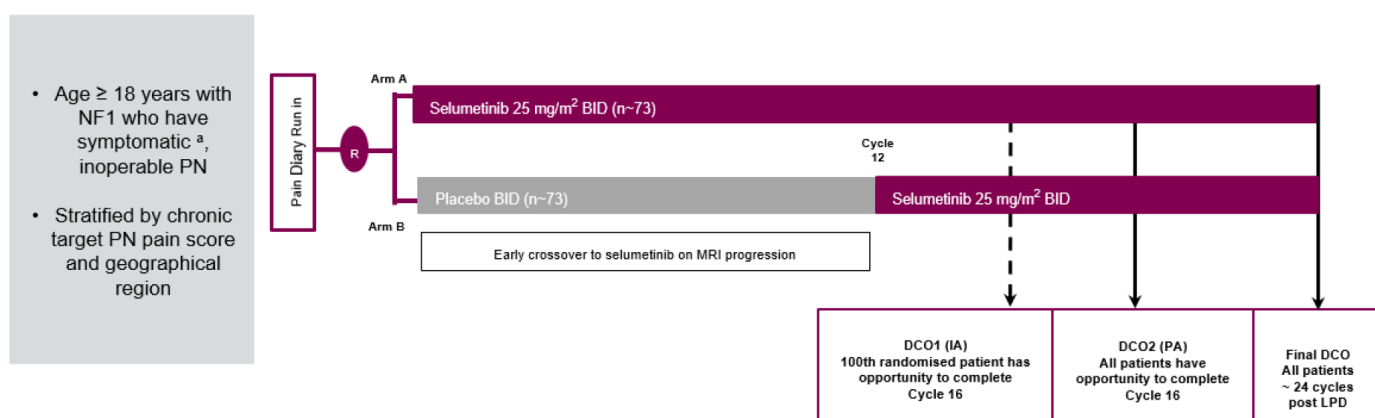 • Age ≥ 18 years with
NF1 who have
symptomatic ᵃ,
inoperable PN
• Stratified by chronic
target PN pain score
and geographical
region
Pain Diary Run in
R
Arm A
Selumetinib 25 mg/m² BID (n~73)
Cycle
12
Placebo BID (n~73)
Selumetinib 25 mg/m² BID
Arm B
Early crossover to selumetinib on MRI progression
DCO1 (IA)
100th randomised patient has
opportunity to complete
Cycle 16
DCO2 (PA)
All patients have
opportunity to complete
Cycle 16
Final DCO
All patients
~ 24 cycles
post LPD